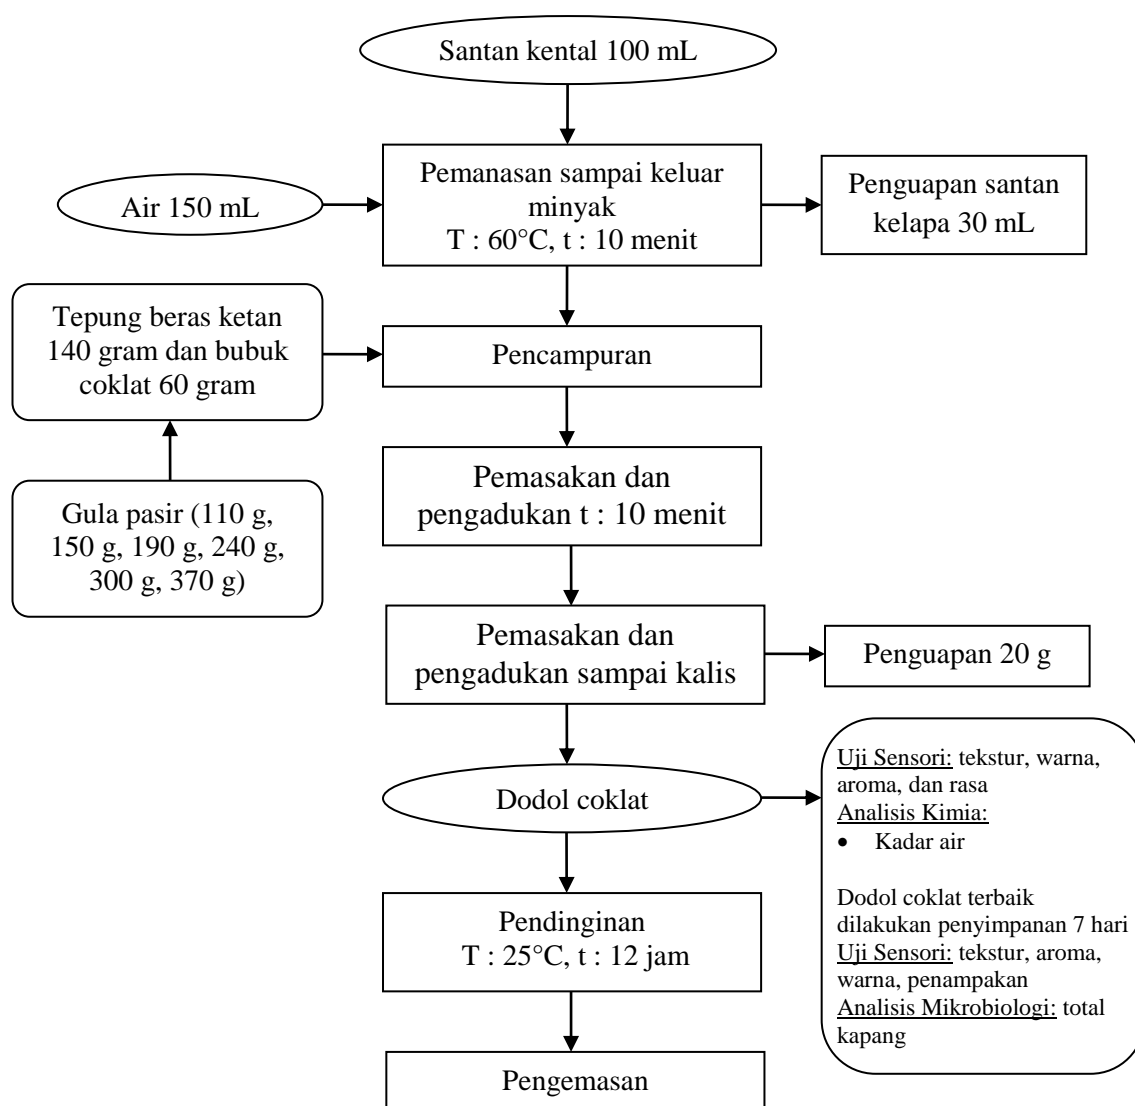 Santan kental 100 mL
Pemanasan sampai keluar
minyak
T : 60°C, t : 10 menit
Air 150 mL
Penguapan santan
kelapa 30 mL
Tepung beras ketan
140 gram dan bubuk
coklat 60 gram
Pencampuran
Gula pasir (110 g,
150 g, 190 g, 240 g,
300 g, 370 g)
Pemasakan dan
pengadukan t : 10 menit
Pemasakan dan
pengadukan sampai kalis
Penguapan 20 g
Dodol coklat
Uji Sensori: tekstur, warna,
aroma, dan rasa
Analisis Kimia:
• Kadar air
Dodol coklat terbaik
dilakukan penyimpanan 7 hari
Uji Sensori: tekstur, aroma,
warna, penampakan
Analisis Mikrobiologi: total
kapang
Pendinginan
T : 25°C, t : 12 jam
Pengemasan